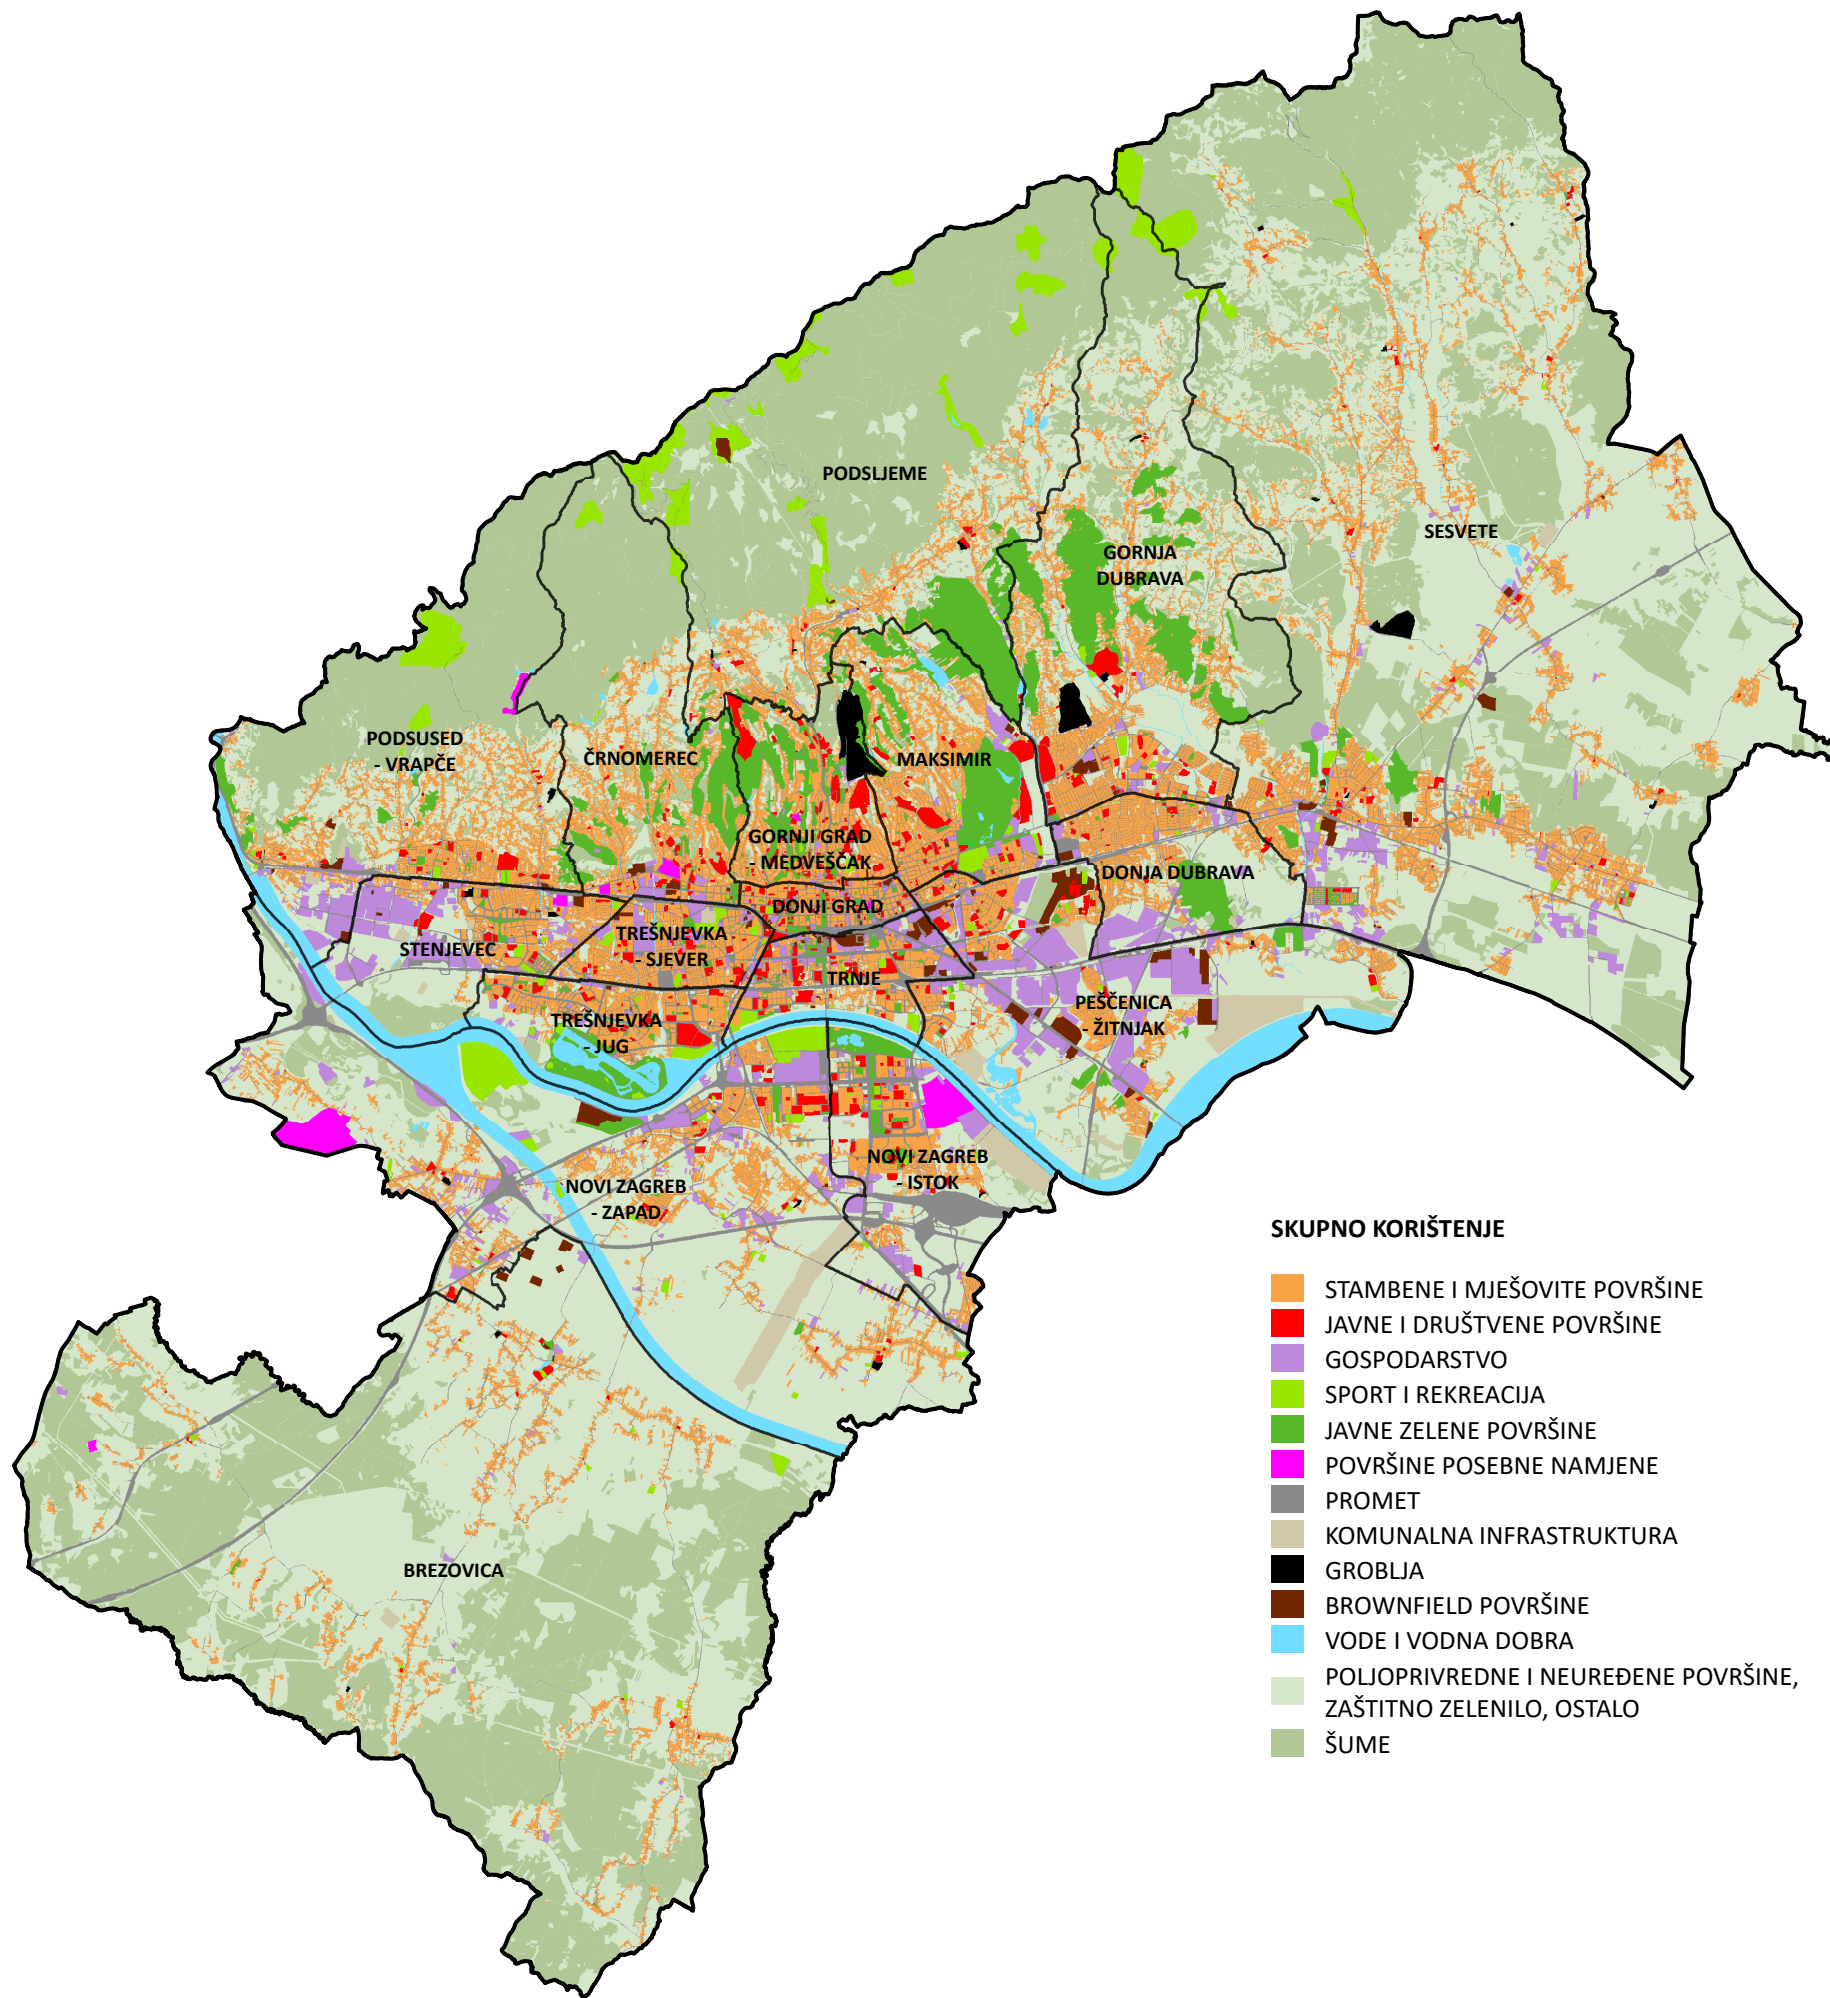 PODSLJEME
SESVETE
GORNJA
DUBRAVA
PODSUSED
- VRAPČE
ČRNOMEREC
MAKSIMIR
GORNJI GRAD
- MEDVEŠČAK
DONJA DUBRAVA
DONJI GRAD
STENJEVEC
TREŠNJEVKA
- SJEVER
TRNJE
PEŠČENICA
- ŽITNJAK
TREŠNJEVKA
- JUG
NOVI ZAGREB
- ISTOK
NOVI ZAGREB
- ZAPAD
BREZOVICA
SKUPNO KORIŠTENJE
STAMBENE I MJEŠOVITE POVRŠINE
JAVNE I DRUŠTVENE POVRŠINE
GOSPODARSTVO
SPORT I REKREACIJA
JAVNE ZELENE POVRŠINE
POVRŠINE POSEBNE NAMJENE
PROMET
KOMUNALNA INFRASTRUKTURA
GROBLJA
BROWNFIELD POVRŠINE
VODE I VODNA DOBRA
POLJOPRIVREDNE I NEUREĐENE POVRŠINE,
ZAŠTITNO ZELENILO, OSTALO
ŠUME